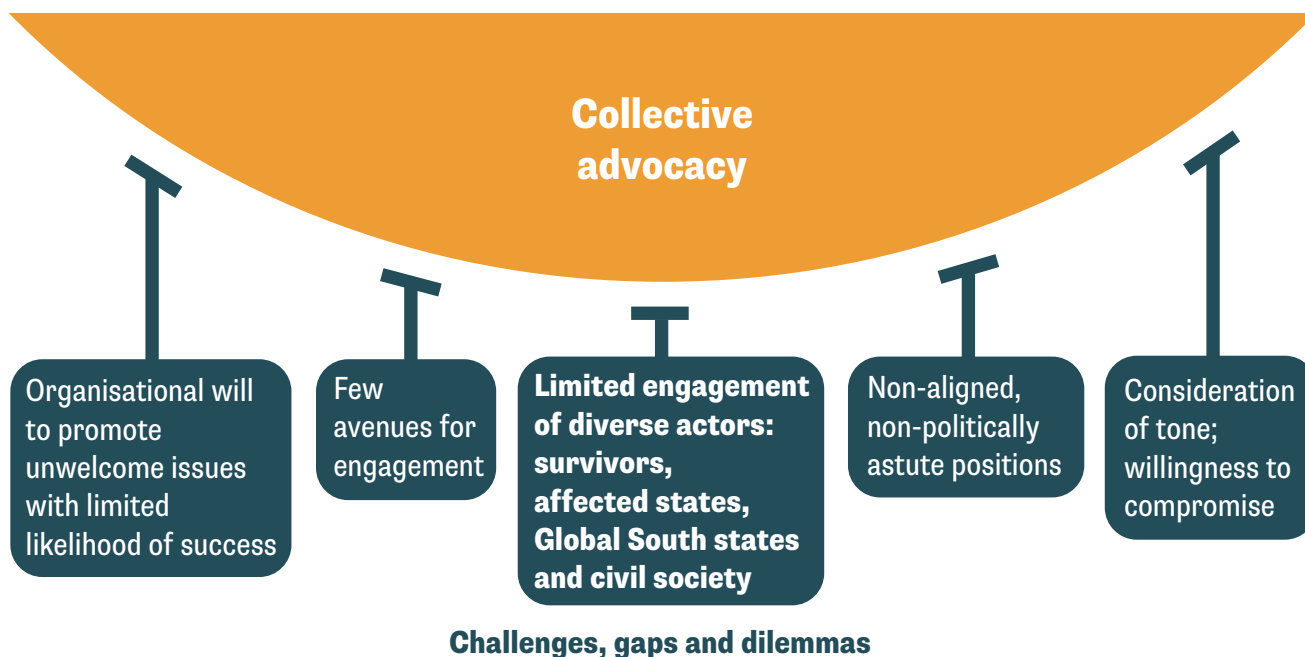 Collective
advocacy
Organisational will
to promote
unwelcome issues
with limited
likelihood of success
Few
avenues for
engagement
Limited engagement
of diverse actors:
survivors,
affected states,
Global South states
and civil society
Non-aligned,
non-politically
astute positions
Consideration
of tone;
willingness to
compromise
Challenges, gaps and dilemmas